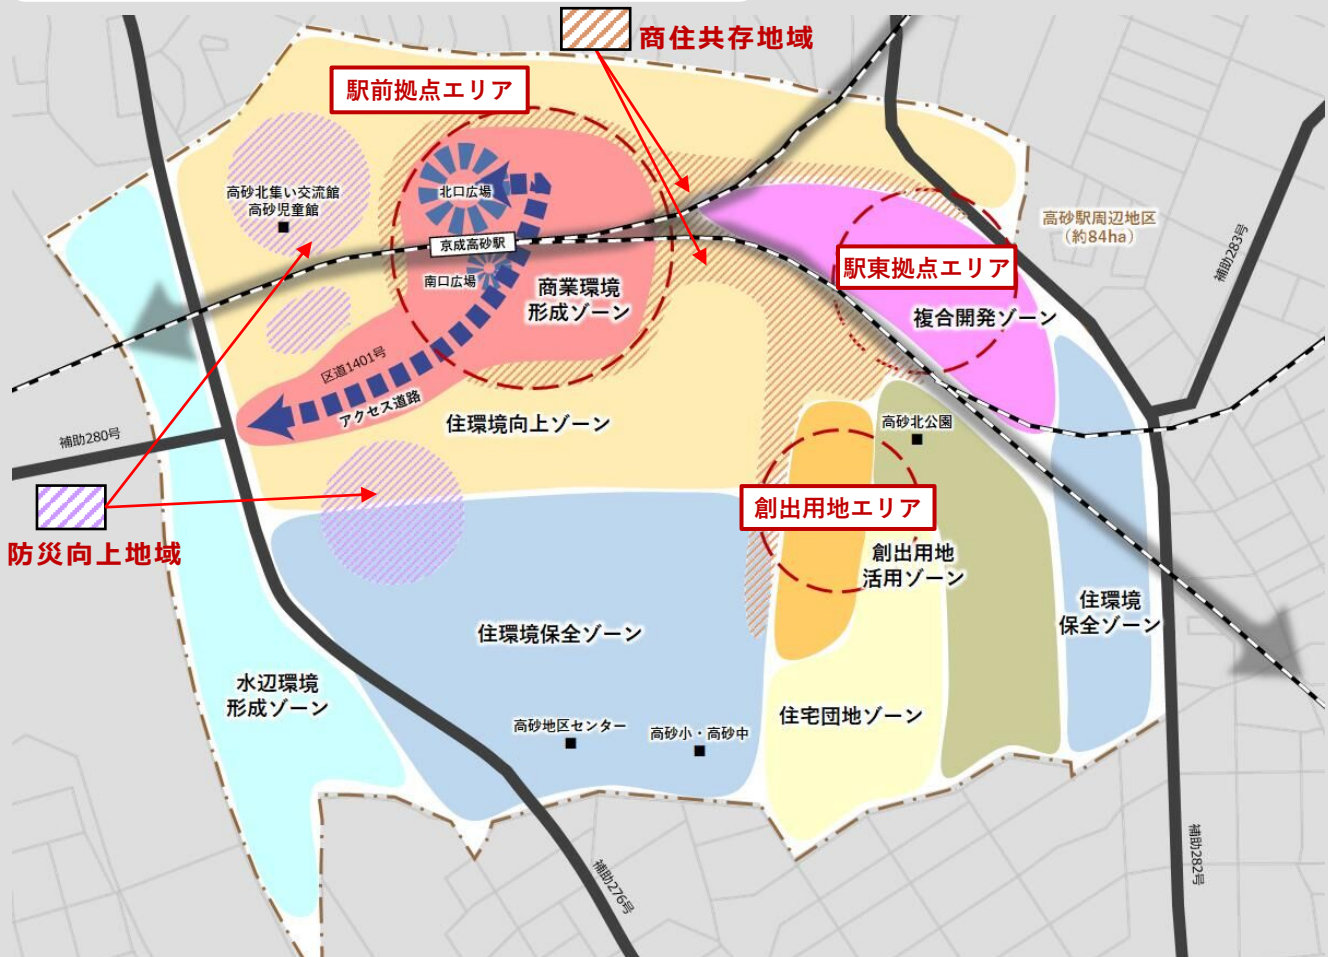 商住共存地域
駅前拠点エリア
高砂北集い交流館
高砂児童館
北口広場
高砂駅周辺地区
(約84ha)
補助283号
京成高砂駅
駅東拠点エリア
南口広場
商業環境
形成ゾーン
複合開発ゾーン
区道1401号
アクセス道路
住環境向上ゾーン
高砂北公園
補助280号
創出用地エリア
防災向上地域
創出用地
活用ゾーン
住環境
保全ゾーン
住環境保全ゾーン
水辺環境
形成ゾーン
住宅団地ゾーン
高砂地区センター
高砂小・高砂中
補助276号
補助282号